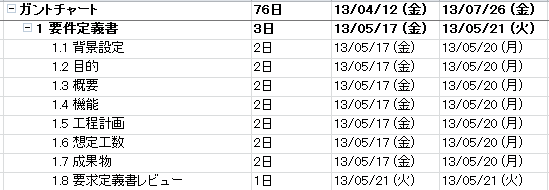 ガントチャート 76日 13/04/12 (金) 13/07/26 (金)
1 要件定義書 3日 13/05/17 (金) 13/05/21 (火)
1.1 背景設定 2日 13/05/17 (金) 13/05/20 (月)
1.2 目的 2日 13/05/17 (金) 13/05/20 (月)
1.3 概要 2日 13/05/17 (金) 13/05/20 (月)
1.4 機能 2日 13/05/17 (金) 13/05/20 (月)
1.5 工程計画 2日 13/05/17 (金) 13/05/20 (月)
1.6 想定工数 2日 13/05/17 (金) 13/05/20 (月)
1.7 成果物 2日 13/05/17 (金) 13/05/20 (月)
1.8 要求定義書レビュー 1日 13/05/21 (火) 13/05/21 (火)